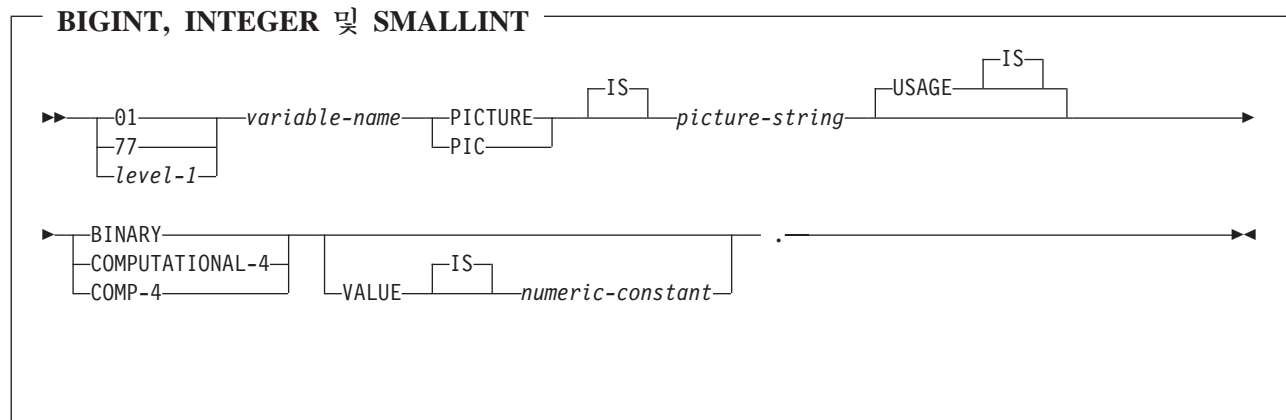 BIGINT, INTEGER 및 SMALLINT
IS IS
01 variable-name PICTURE picture-string USAGE
77 PIC
level-1
BINARY .
COMPUTATIONAL-4 IS
COMP-4 VALUE numeric-constant